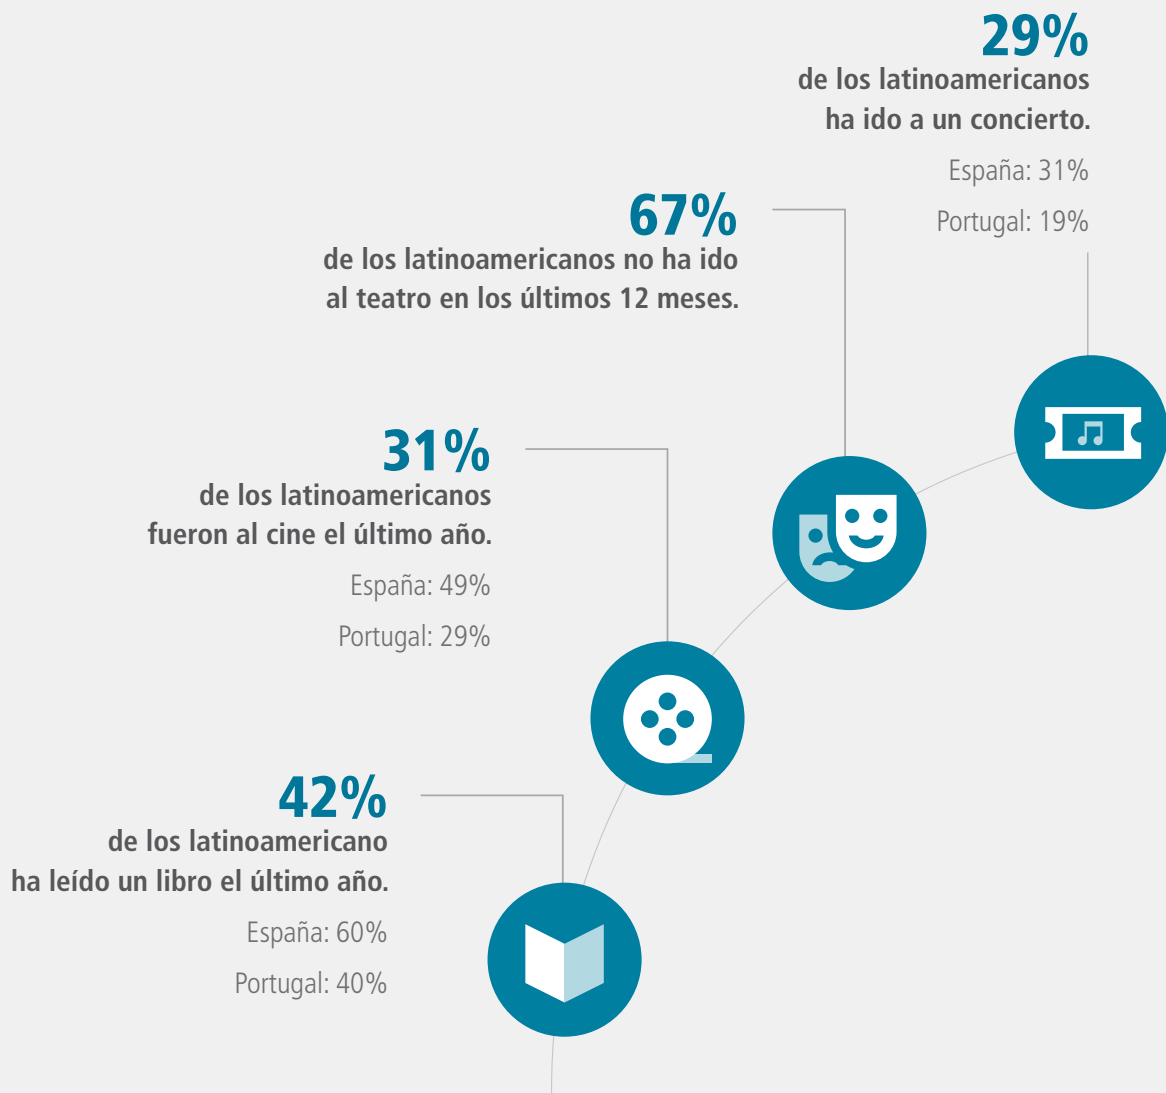 29%
de los latinoamericanos
ha ido a un concierto.
España: 31%
Portugal: 19%
67%
de los latinoamericanos no ha ido
al teatro en los últimos 12 meses.
31%
de los latinoamericanos
fueron al cine el último año.
España: 49%
Portugal: 29%
42%
de los latinoamericano
ha leído un libro el último año.
España: 60%
Portugal: 40%